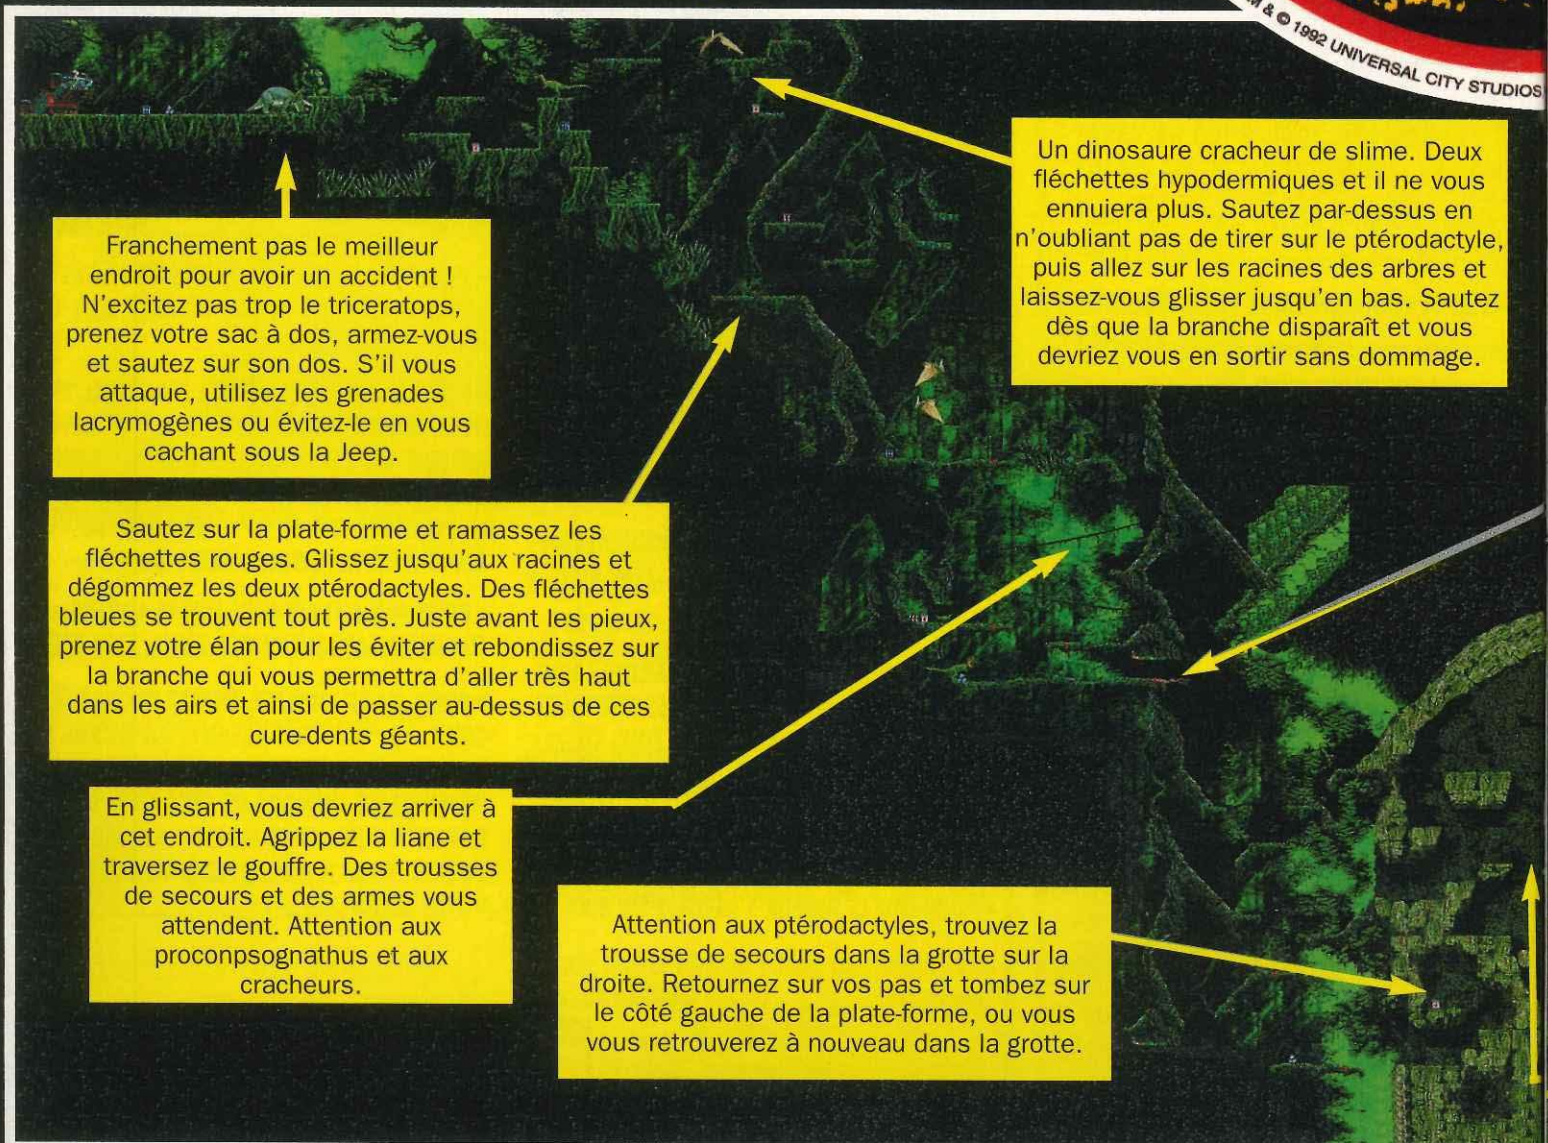 M & © 1992 UNIVERSAL CITY STUDIOS
Un dinosaure cracheur de slime. Deux
fléchettes hypodermiques et il ne vous
ennuiera plus. Sautez par-dessus en
n'oubliant pas de tirer sur le ptérodactyle,
puis allez sur les racines des arbres et
laissez-vous glisser jusqu'en bas. Sautez
dès que la branche disparaît et vous
devriez vous en sortir sans dommage.
Franchement pas le meilleur
endroit pour avoir un accident !
N'excitez pas trop le triceratops,
prenez votre sac à dos, armez-vous
et sautez sur son dos. S'il vous
attaque, utilisez les grenades
lacrymogènes ou évitez-le en vous
cachant sous la Jeep.
Sautez sur la plate-forme et ramassez les
fléchettes rouges. Glissez jusqu'aux racines et
dégommez les deux ptérodactyles. Des fléchettes
bleues se trouvent tout près. Juste avant les pieux,
prenez votre élan pour les éviter et rebondissez sur
la branche qui vous permettra d'aller très haut
dans les airs et ainsi de passer au-dessus de ces
cure-dents géants.
En glissant, vous devriez arriver à
cet endroit. Agrippez la liane et
traversez le gouffre. Des trousses
de secours et des armes vous
attendent. Attention aux
proconpsognathus et aux
cracheurs.
Attention aux ptérodactyles, trouvez la
trousse de secours dans la grotte sur la
droite. Retournez sur vos pas et tombez sur
le côté gauche de la plate-forme, ou vous
vous retrouverez à nouveau dans la grotte.